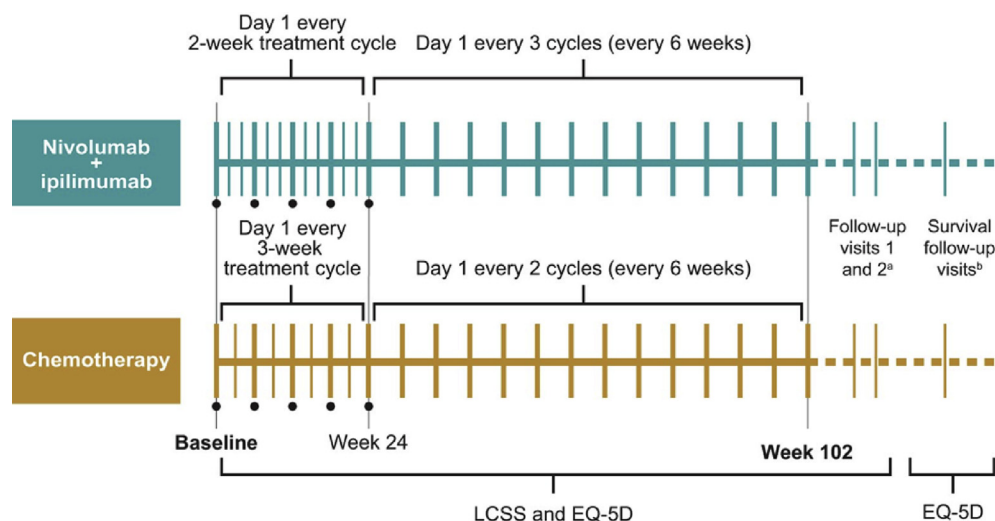 Day 1 every
2-week treatment cycle
Day 1 every 3 cycles (every 6 weeks)
Nivolumab
+
ipilimumab
Day 1 every
3-week
treatment cycle
Day 1 every 2 cycles (every 6 weeks)
Follow-up
visits 1
and 2ᵃ
Survival
follow-up
visitsᵇ
Chemotherapy
Baseline
Week 24
Week 102
LCSS and EQ-5D
EQ-5D